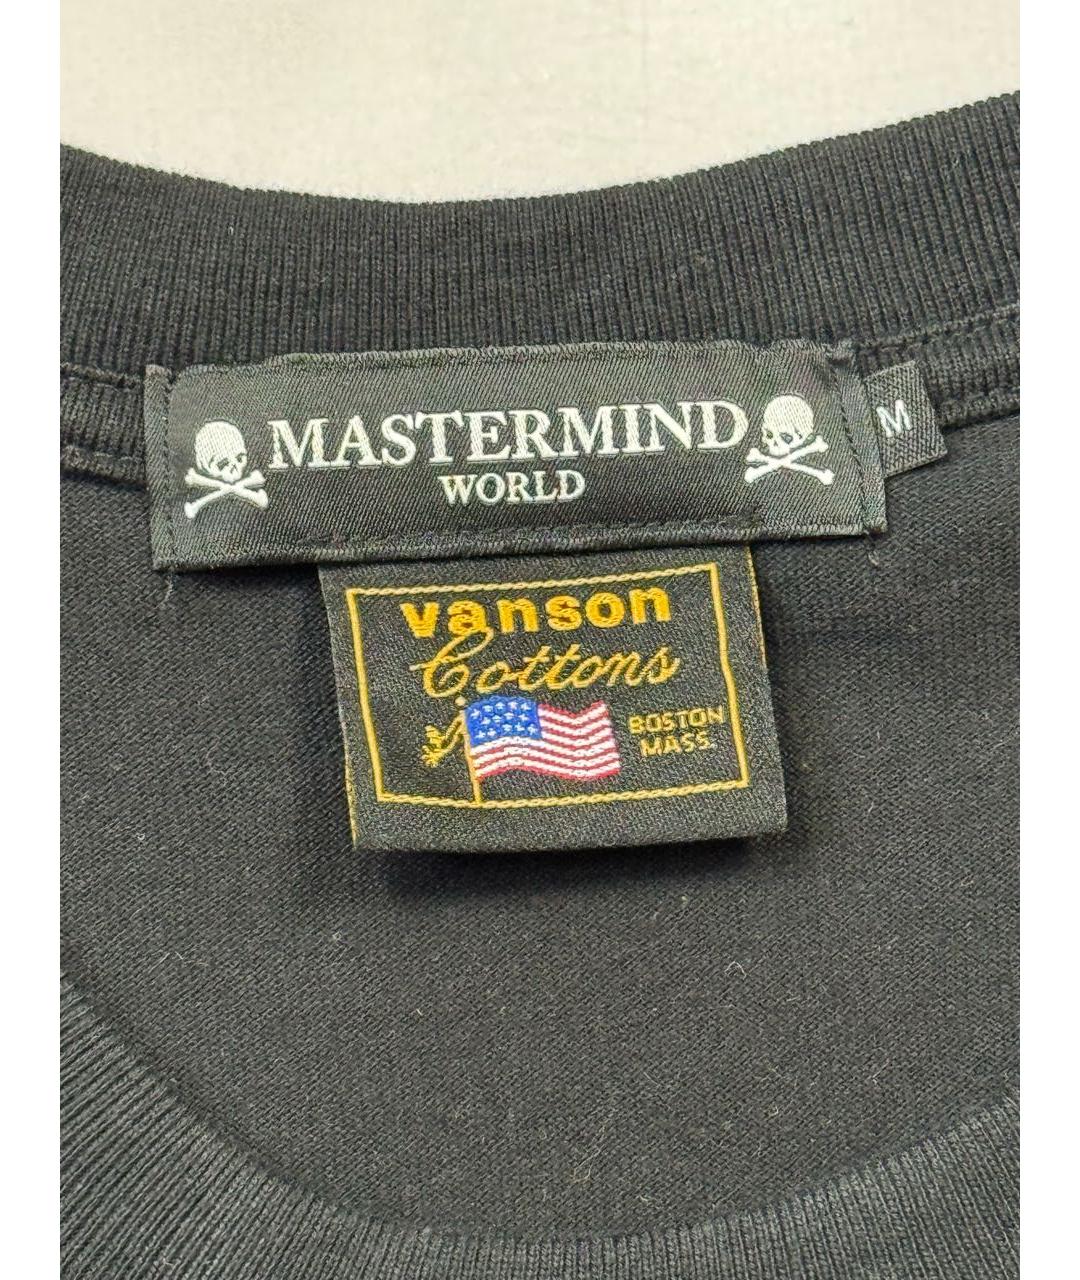 MASTERMIND
WORLD
M
vanson
Cottons
BOSTON
MASS.